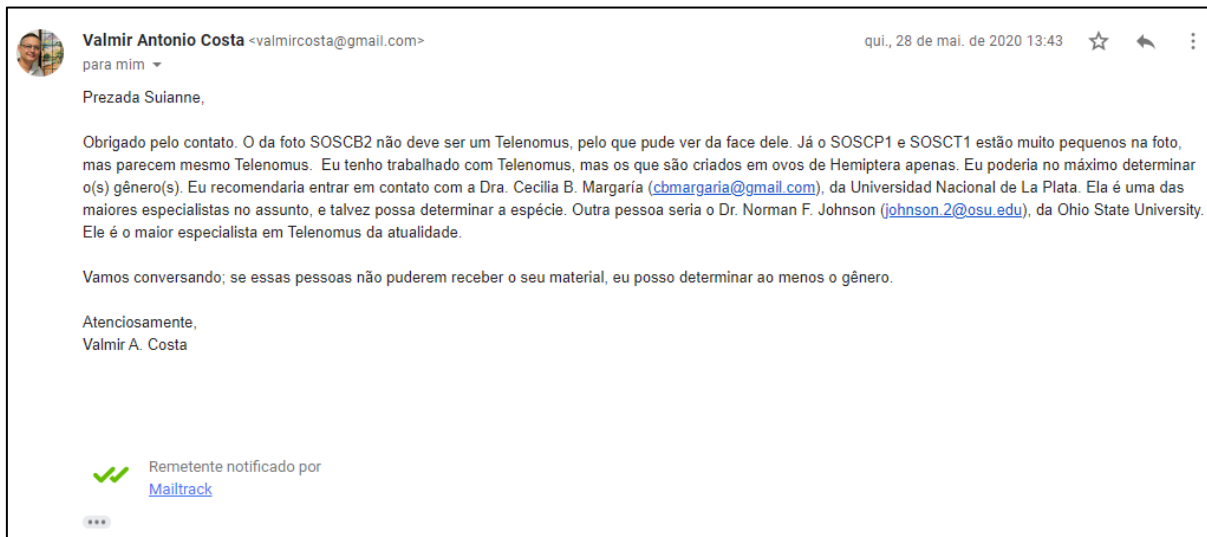 Valmir Antonio Costa <valmircosta@gmail.com> qui., 28 de mai. de 2020 13:43
para mim
Prezada Suianne,
Obrigado pelo contato. O da foto SOSCB2 não deve ser um Telenomus, pelo que pude ver da face dele. Já o SOSCP1 e SOSCT1 estão muito pequenos na foto,
mas parecem mesmo Telenomus. Eu tenho trabalhado com Telenomus, mas os que são criados em ovos de Hemiptera apenas. Eu poderia no máximo determinar
o(s) gênero(s). Eu recomendaria entrar em contato com a Dra. Cecilia B. Margaría (cbmargaria@gmail.com), da Universidad Nacional de La Plata. Ela é uma das
maiores especialistas no assunto, e talvez possa determinar a espécie. Outra pessoa seria o Dr. Norman F. Johnson (johnson.2@osu.edu), da Ohio State University.
Ele é o maior especialista em Telenomus da atualidade.
Vamos conversando; se essas pessoas não puderem receber o seu material, eu posso determinar ao menos o gênero.
Atenciosamente,
Valmir A. Costa
Remetente notificado por
Mailtrack